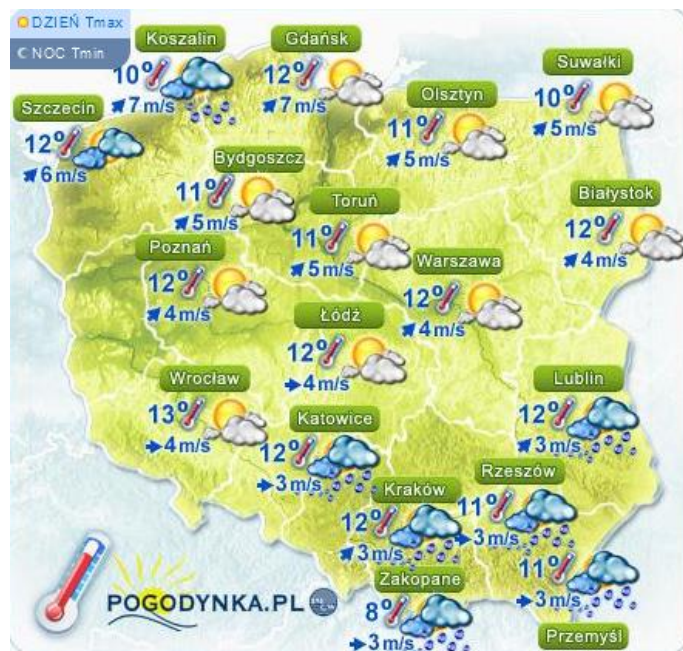 DZIEŃ Tmax
NOC Tmin
Koszalin
10°
7 m/s
Gdańsk
12°
7 m/s
Suwałki
10°
5 m/s
Szczecin
12°
6 m/s
Olsztyn
11°
5 m/s
Bydgoszcz
11°
5 m/s
Toruń
11°
5 m/s
Białystok
12°
4 m/s
Poznań
12°
4 m/s
Warszawa
12°
4 m/s
Łódź
12°
4 m/s
Wrocław
13°
4 m/s
Katowice
12°
3 m/s
Lublin
12°
3 m/s
Kraków
12°
3 m/s
Rzeszów
11°
3 m/s
Zakopane
8°
3 m/s
11°
3 m/s
Przemyśl
POGODYNKA.PL